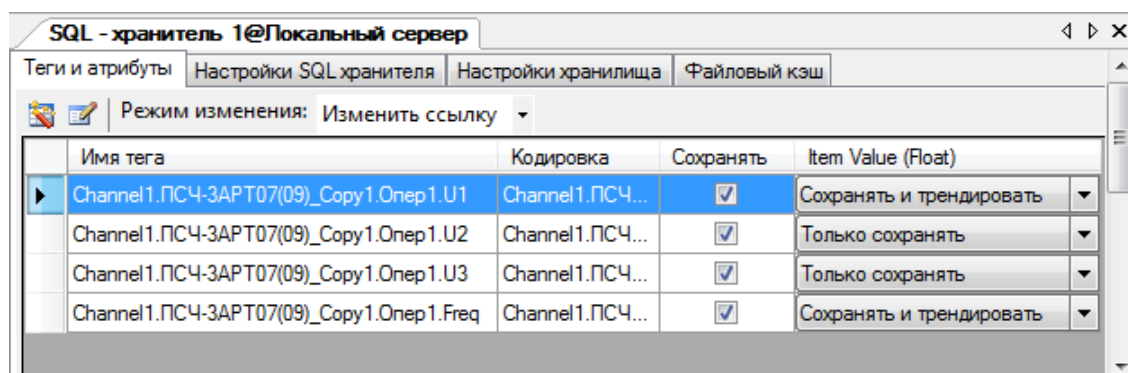 SQL - хранитель 1@Локальный сервер
Теги и атрибуты Настройки SQL хранителя Настройки хранилища Файловый кэш
Режим изменения: Изменить ссылку
Имя тега Кодировка Сохранять Item Value (Float)
Channel1.ПСЧ-3АРТ07(09)_Copy1.Опер1.U1 Channel1.ПСЧ... Сохранять и трендировать
Channel1.ПСЧ-3АРТ07(09)_Copy1.Опер1.U2 Channel1.ПСЧ... Только сохранять
Channel1.ПСЧ-3АРТ07(09)_Copy1.Опер1.U3 Channel1.ПСЧ... Только сохранять
Channel1.ПСЧ-3АРТ07(09)_Copy1.Опер1.Freq Channel1.ПСЧ... Сохранять и трендировать